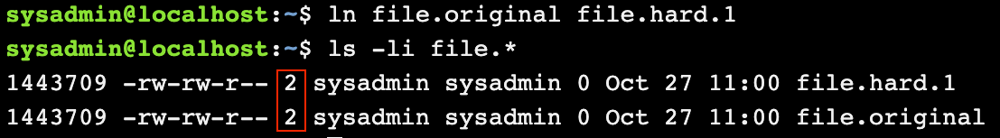 sysadmin@localhost:~$ ln file.original file.hard.1
sysadmin@localhost:~$ ls -li file.*
1443709 -rw-rw-r-- 2 sysadmin sysadmin 0 Oct 27 11:00 file.hard.1
1443709 -rw-rw-r-- 2 sysadmin sysadmin 0 Oct 27 11:00 file.original